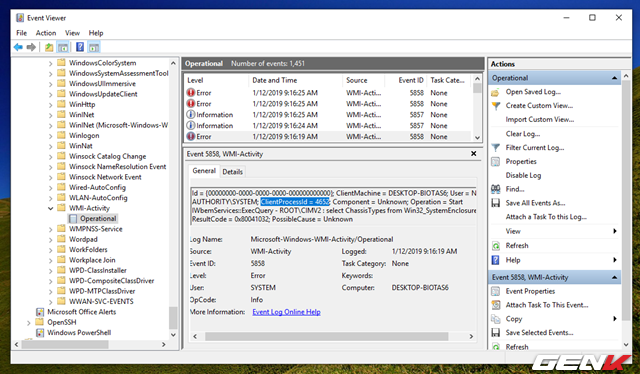 Event Viewer
File Action View Help
WindowsColorSystem
WindowsSystemAssessmentTool
WindowsUIImmersive
WindowsUpdateClient
WinHttp
WinINet
WinINet (Microsoft-Windows-W
Winlogon
WinNat
Winsock Catalog Change
Winsock NameResolution Event
Winsock Network Event
Wired-AutoConfig
WLAN-AutoConfig
WMI-Activity
Operational
WMPNSS-Service
Wordpad
WorkFolders
Workplace Join
WPD-ClassInstaller
WPD-CompositeClassDriver
WPD-MTPClassDriver
WWAN-SVC-EVENTS
Microsoft Office Alerts
OpenSSH
Windows PowerShell
Operational Number of events: 1,451
Level Date and Time Source Event ID Task Cate...
Error 1/12/2019 9:16:25 AM WMI-Acti... 5858 None
Error 1/12/2019 9:16:25 AM WMI-Acti... 5858 None
Information 1/12/2019 9:16:25 AM WMI-Acti... 5857 None
Information 1/12/2019 9:16:24 AM WMI-Acti... 5857 None
Error 1/12/2019 9:16:19 AM WMI-Acti... 5858 None
Event 5858, WMI-Activity
General Details
Id = {00000000-0000-0000-0000-000000000000}; ClientMachine = DESKTOP-BIOTAS6; User = N
AUTHORITY\SYSTEM; ClientProcessId = 4652; Component = Unknown; Operation = Start
IWbemServices::ExecQuery - ROOT\CIMV2 : select ChassisTypes from Win32_SystemEnclosure
ResultCode = 0x80041032; PossibleCause = Unknown
Log Name: Microsoft-Windows-WMI-Activity/Operational
Source: WMI-Activity Logged: 1/12/2019 9:16:19 AM
Event ID: 5858 Task Category: None
Level: Error Keywords:
User: SYSTEM Computer: DESKTOP-BIOTAS6
OpCode: Info
More Information: Event Log Online Help
Actions
Operational
Open Saved Log...
Create Custom View...
Import Custom View...
Clear Log...
Filter Current Log...
Properties
Disable Log
Find...
Save All Events As...
Attach a Task To this Log...
View
Refresh
Help
Event 5858, WMI-Activity
Event Properties
Attach Task To This Event...
Copy
Save Selected Events...
Refresh
GENK